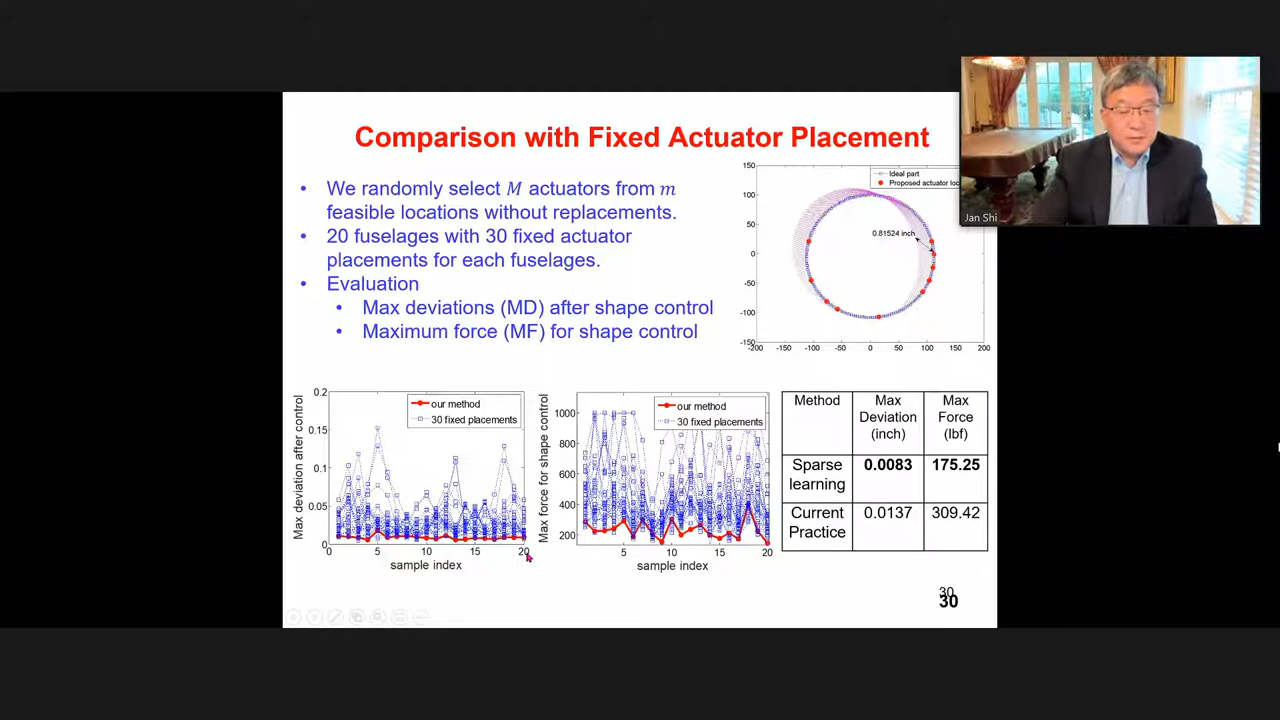 Comparison with Fixed Actuator Placement
• We randomly select M actuators from m
feasible locations without replacements.
• 20 fuselages with 30 fixed actuator
placements for each fuselages.
• Evaluation
• Max deviations (MD) after shape control
• Maximum force (MF) for shape control
150
100
50
0
-50
-100
-150
-200
-150
-100
-50
0
50
100
150
200
Ideal part
Proposed actuator loc
0.81524 inch
Jan Shi
Max deviation after control
0.2
0.15
0.1
0.05
0
our method
30 fixed placements
0
5
10
15
20
sample index
Max force for shape control
1000
800
600
400
200
our method
30 fixed placements
5
10
15
20
sample index
Method
Max
Deviation
(inch)
Max
Force
(lbf)
Sparse
learning
0.0083
175.25
Current
Practice
0.0137
309.42
30
30